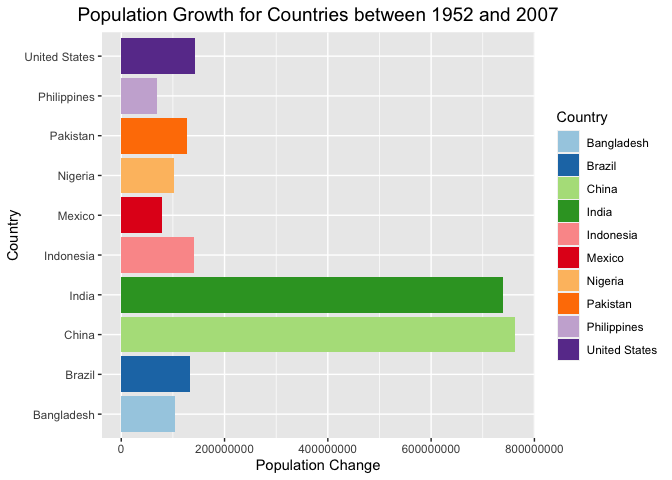 Population Growth for Countries between 1952 and 2007
United States
Philippines
Pakistan
Nigeria
Mexico
Indonesia
India
China
Brazil
Bangladesh
Country
0 200000000 400000000 600000000 800000000
Population Change
Country
Bangladesh
Brazil
China
India
Indonesia
Mexico
Nigeria
Pakistan
Philippines
United States